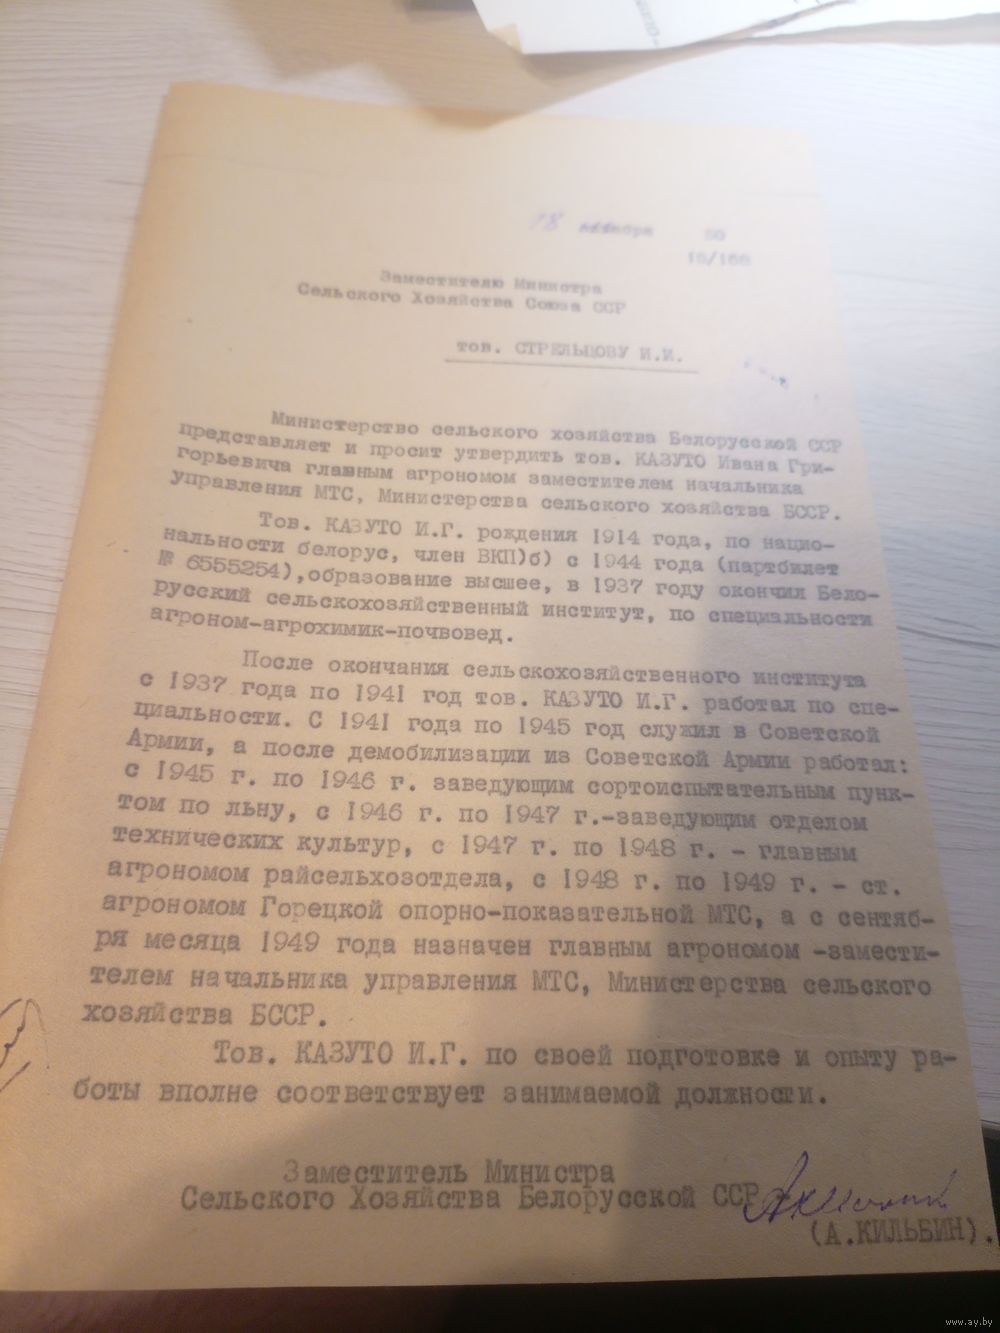 18 января 50
15/168
Заместителю Министра
Сельского Хозяйства Союза ССР
тов. СТРЕЛЬЦОВУ И.И.
Министерство сельского хозяйства Белорусской ССР
представляет и просит утвердить тов. КАЗУТО Ивана Гри-
горьевича главным агрономом заместителем начальника
управления МТС, Министерства сельского хозяйства БССР.
Тов. КАЗУТО И.Г. рождения 1914 года, по нацио-
нальности белорус, член ВКП)б) с 1944 года (партбилет
№ 6555254),образование высшее, в 1937 году окончил Бело-
русский сельскохозяйственный институт, по специальности
агроном-агрохимик-почвовед.
После окончания сельскохозяйственного института
с 1937 года по 1941 год тов. КАЗУТО И.Г. работал по спе-
циальности. С 1941 года по 1945 год служил в Советской
Армии, а после демобилизации из Советской Армии работал:
с 1945 г. по 1946 г. заведующим сортоиспытательным пунк-
том по льну, с 1946 г. по 1947 г.-заведующим отделом
технических культур, с 1947 г. по 1948 г. - главным
агрономом райсельхозотдела, с 1948 г. по 1949 г. - ст.
агрономом Горецкой опорно-показательной МТС, а с сентяб-
ря месяца 1949 года назначен главным агрономом -замести-
телем начальника управления МТС, Министерства сельского
хозяйства БССР.
Тов. КАЗУТО И.Г. по своей подготовке и опыту ра-
боты вполне соответствует занимаемой должности.
Заместитель Министра
Сельского Хозяйства Белорусской ССР
(А.КИЛЬБИН).
www.ay.by